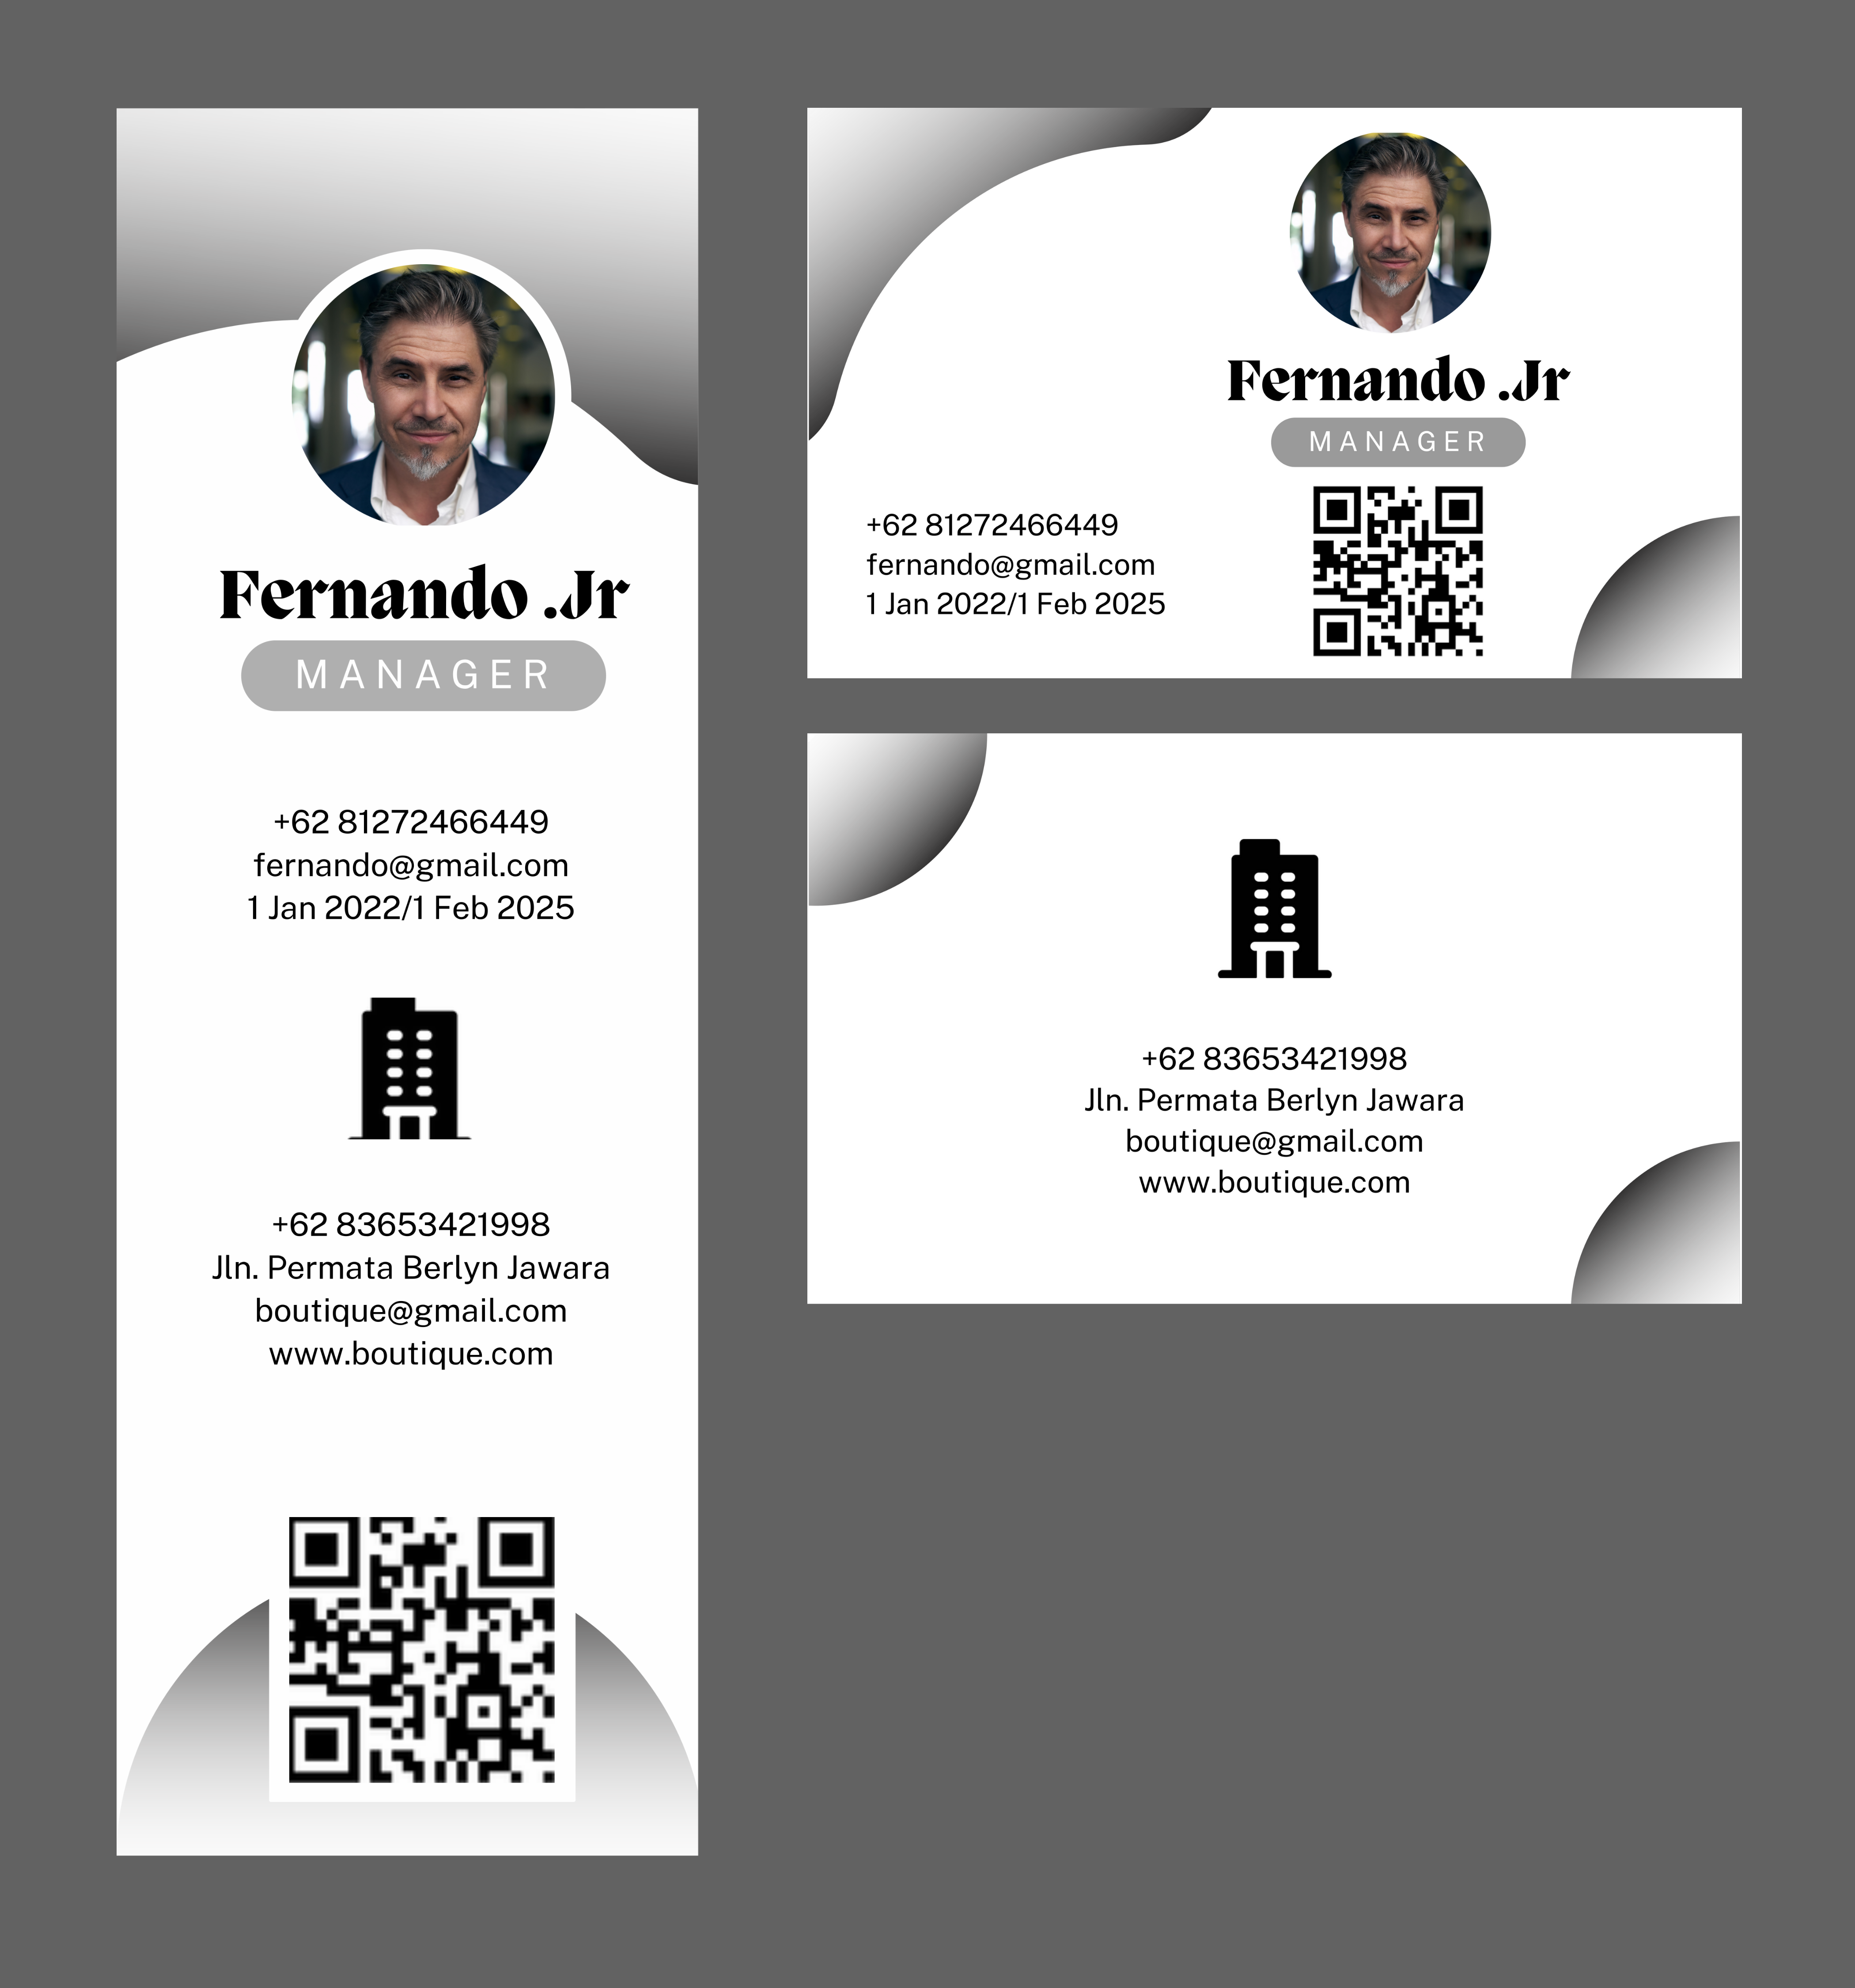 Fernando .Jr
MANAGER
+62 81272466449
fernando@gmail.com
1 Jan 2022/1 Feb 2025
+62 83653421998
Jln. Permata Berlyn Jawara
boutique@gmail.com
www.boutique.com
Fernando .Jr
MANAGER
+62 81272466449
fernando@gmail.com
1 Jan 2022/1 Feb 2025
+62 83653421998
Jln. Permata Berlyn Jawara
boutique@gmail.com
www.boutique.com